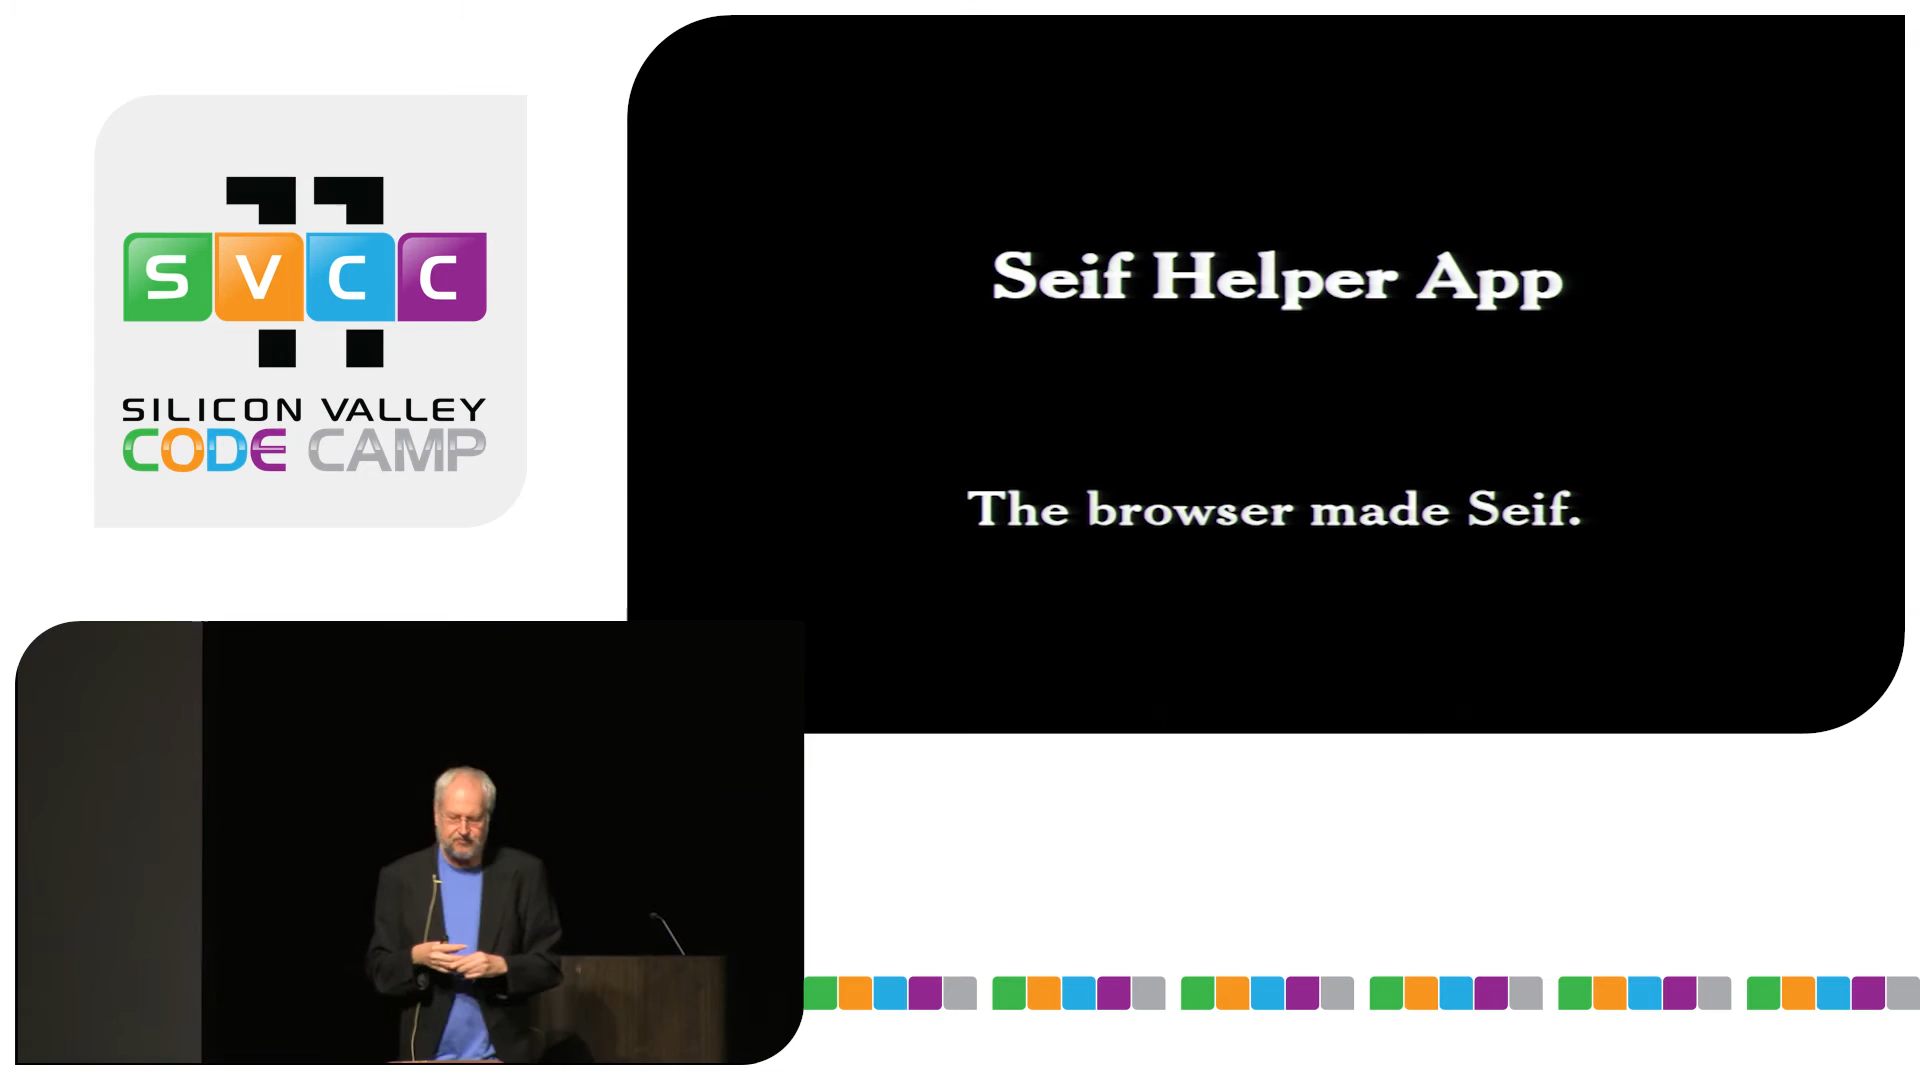 SVCC
SILICON VALLEY
CODE CAMP
Seif Helper App
The browser made Seif.